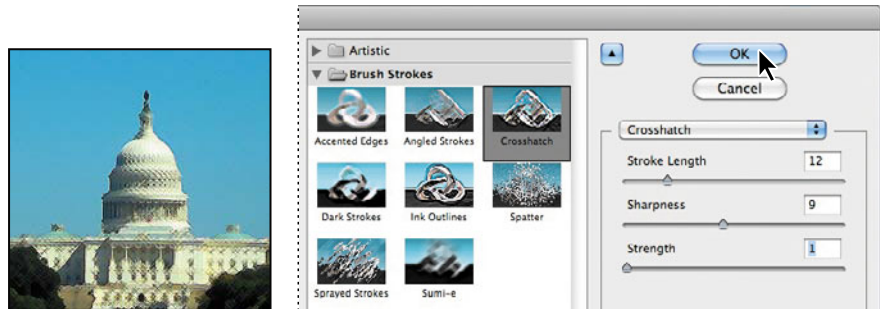 Artistic
Brush Strokes
Accented Edges Angled Strokes Crosshatch
Dark Strokes Ink Outlines Spatter
Sprayed Strokes Sumi-e
OK
Cancel
Crosshatch
Stroke Length 12
Sharpness 9
Strength 1